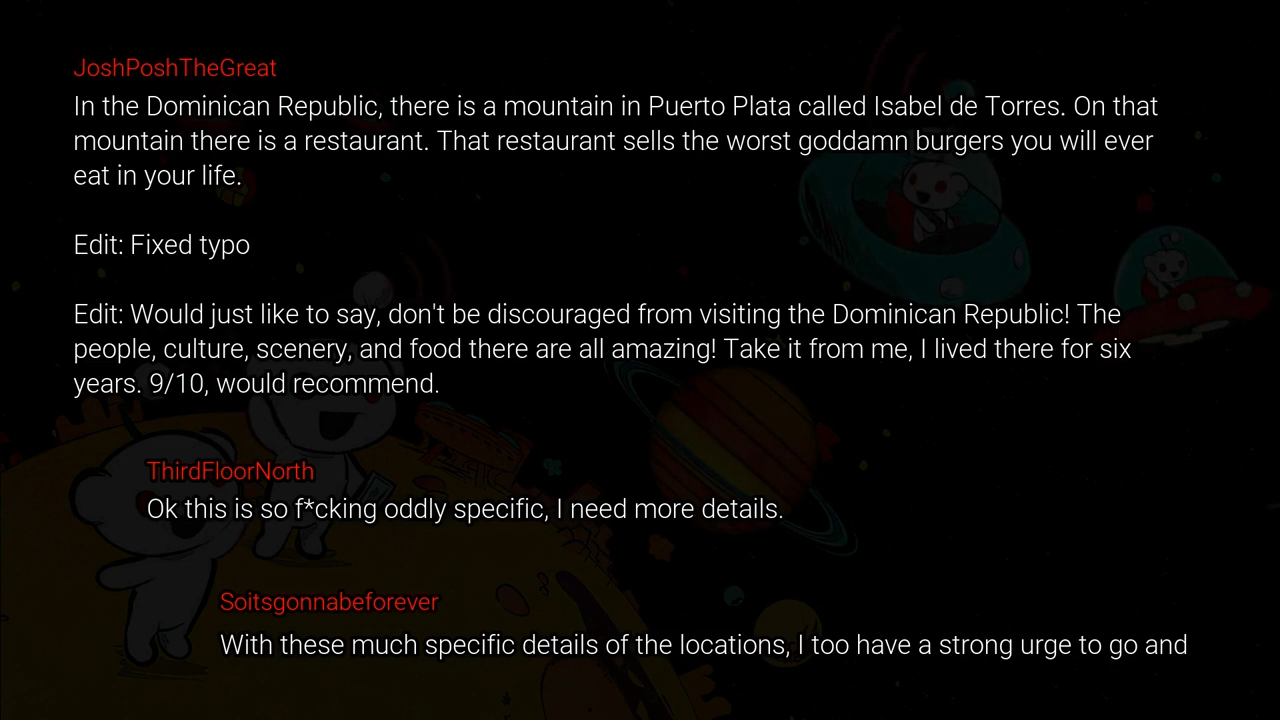 JoshPoshTheGreat
In the Dominican Republic, there is a mountain in Puerto Plata called Isabel de Torres. On that
mountain there is a restaurant. That restaurant sells the worst goddamn burgers you will ever
eat in your life.
Edit: Fixed typo
Edit: Would just like to say, don't be discouraged from visiting the Dominican Republic! The
people, culture, scenery, and food there are all amazing! Take it from me, I lived there for six
years. 9/10, would recommend.
ThirdFloorNorth
Ok this is so f*cking oddly specific, I need more details.
Soitsgonnabeforever
With these much specific details of the locations, I too have a strong urge to go and